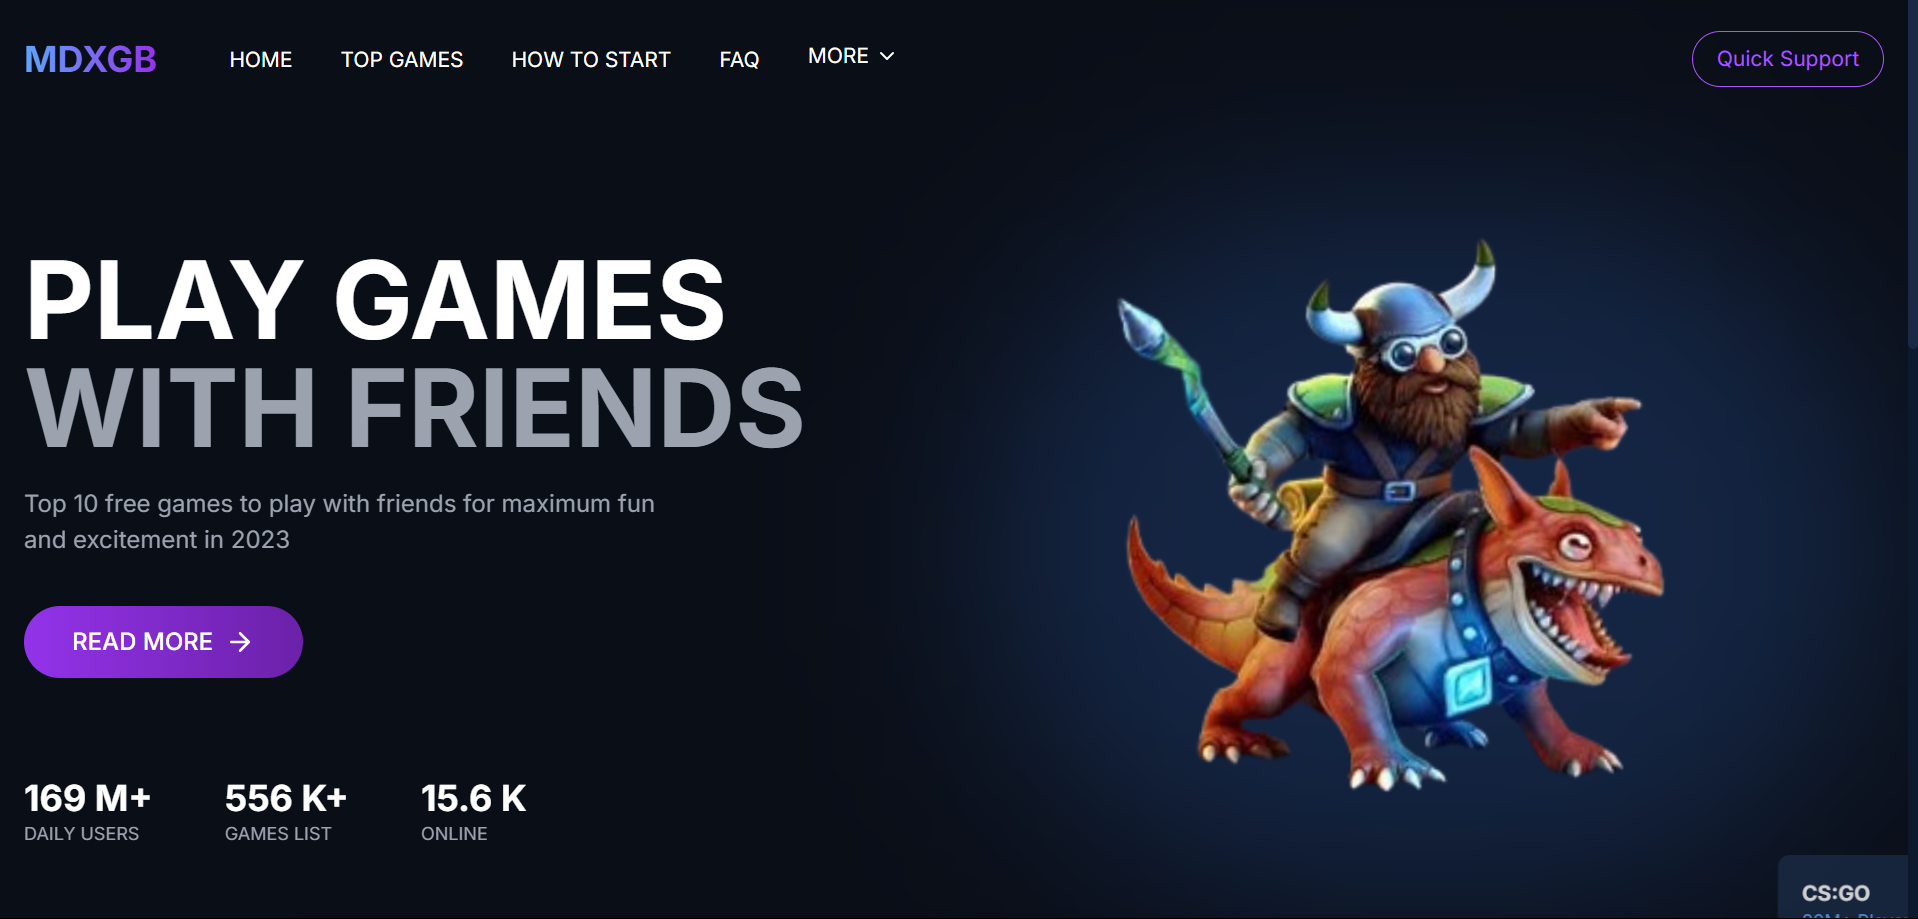 MDXGB
HOME
TOP GAMES
HOW TO START
FAQ
MORE
Quick Support
PLAY GAMES
WITH FRIENDS
Top 10 free games to play with friends for maximum fun
and excitement in 2023
READ MORE
169 M+
DAILY USERS
556 K+
GAMES LIST
15.6 K
ONLINE
CS:GO